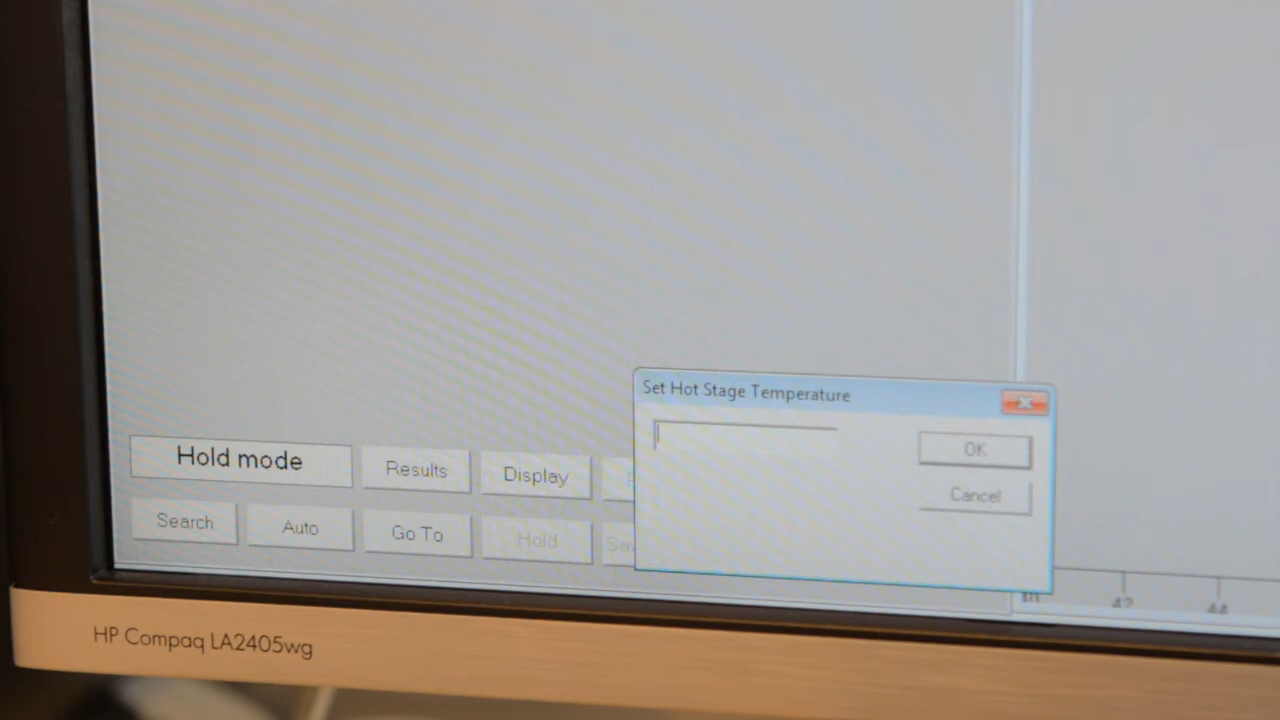 Set Hot Stage Temperature
OK
Cancel
Hold mode
Results
Display
Search
Auto
Go To
Hold
42
44
HP Compaq LA2405wg